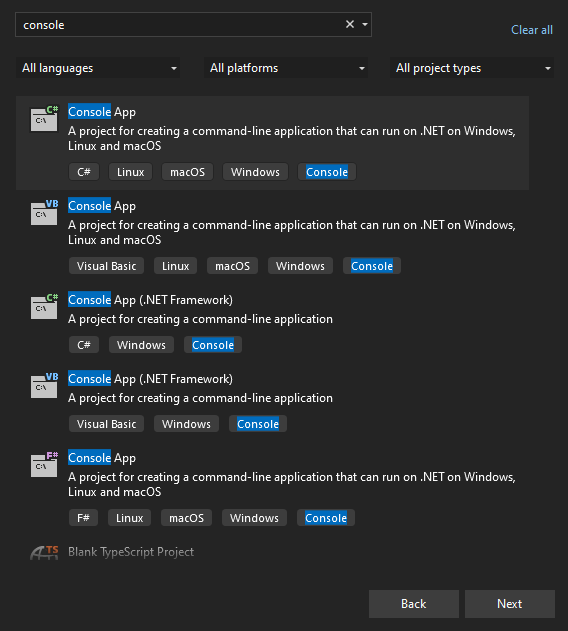 console
Clear all
All languages All platforms All project types
C#
C:\
Console App
A project for creating a command-line application that can run on .NET on Windows,
Linux and macOS
C# Linux macOS Windows Console
VB
C:\
Console App
A project for creating a command-line application that can run on .NET on Windows,
Linux and macOS
Visual Basic Linux macOS Windows Console
C#
C:\
Console App (.NET Framework)
A project for creating a command-line application
C# Windows Console
VB
C:\
Console App (.NET Framework)
A project for creating a command-line application
Visual Basic Windows Console
F#
C:\
Console App
A project for creating a command-line application that can run on .NET on Windows,
Linux and macOS
F# Linux macOS Windows Console
TS
Blank TypeScript Project
Back Next